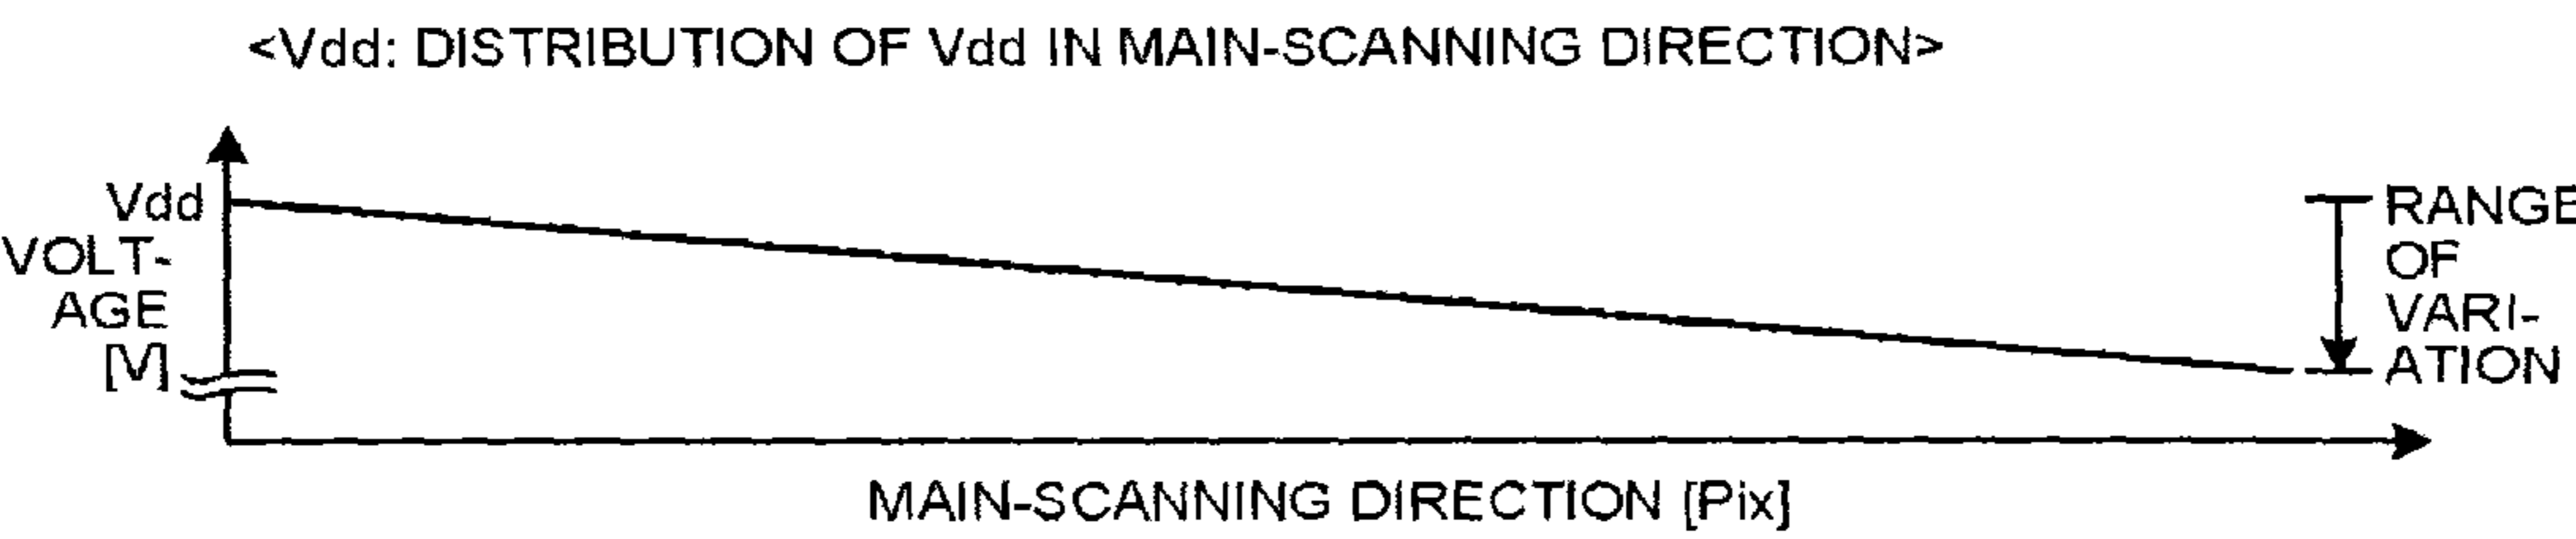 <Vdd: DISTRIBUTION OF Vdd IN MAIN-SCANNING DIRECTION>
Vdd
VOLT-
AGE
[V]
RANGE
OF
VARI-
ATION
MAIN-SCANNING DIRECTION [Pix]